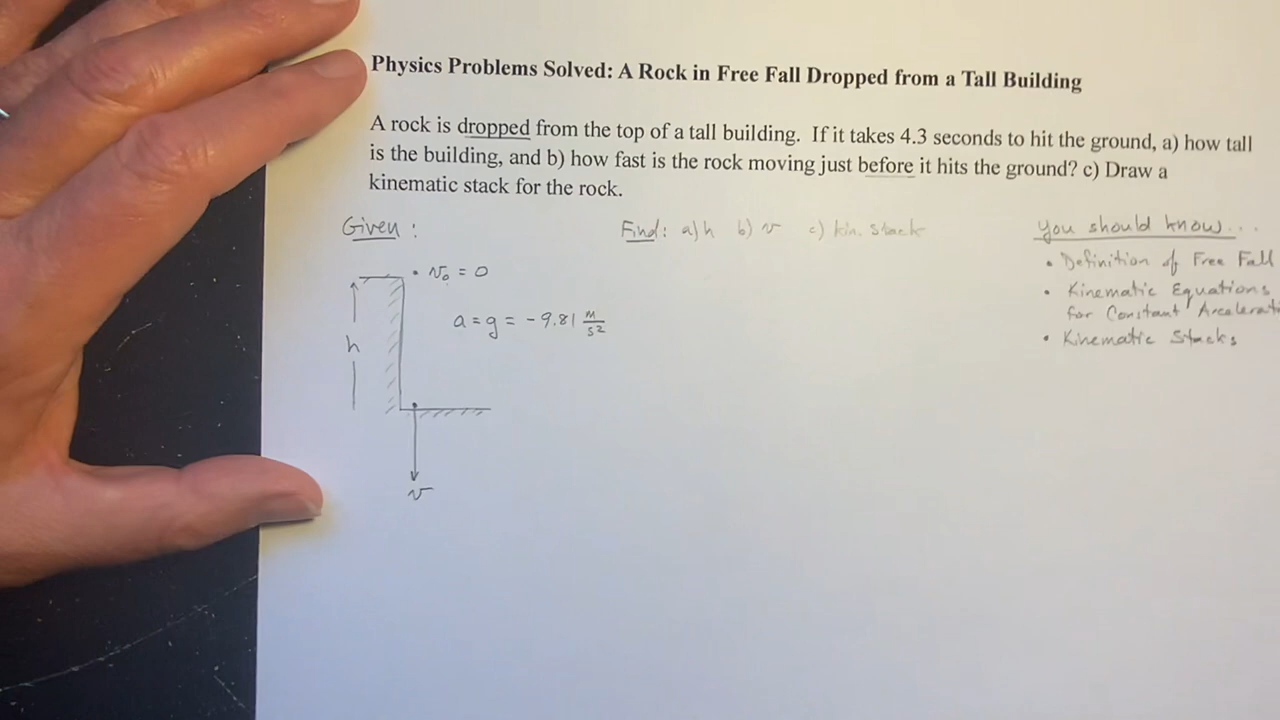 Physics Problems Solved: A Rock in Free Fall Dropped from a Tall Building
A rock is dropped from the top of a tall building. If it takes 4.3 seconds to hit the ground, a) how tall
is the building, and b) how fast is the rock moving just before it hits the ground? c) Draw a
kinematic stack for the rock.
Given :
Find: a) h b) v c) kin. stack
You should know...
• Definition of Free Fall
• Kinematic Equations
for Constant Accelerat
• Kinematic Stacks
• v₀ = 0
a = g = -9.81 m/s²
h
v